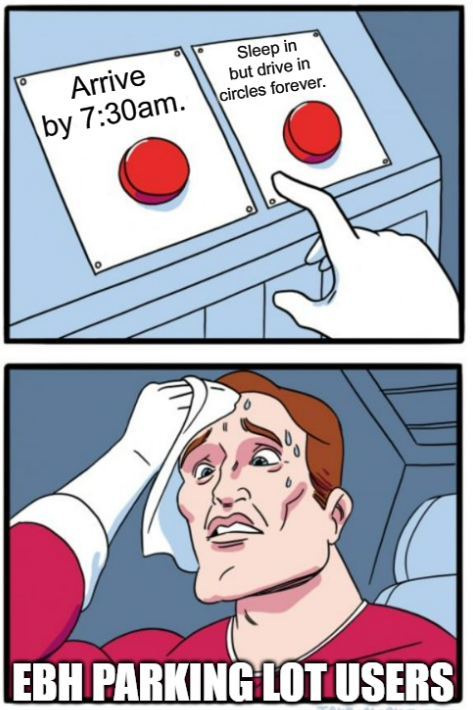 Arrive
by 7:30am.
Sleep in
but drive in
circles forever.
EBH PARKING LOT USERS